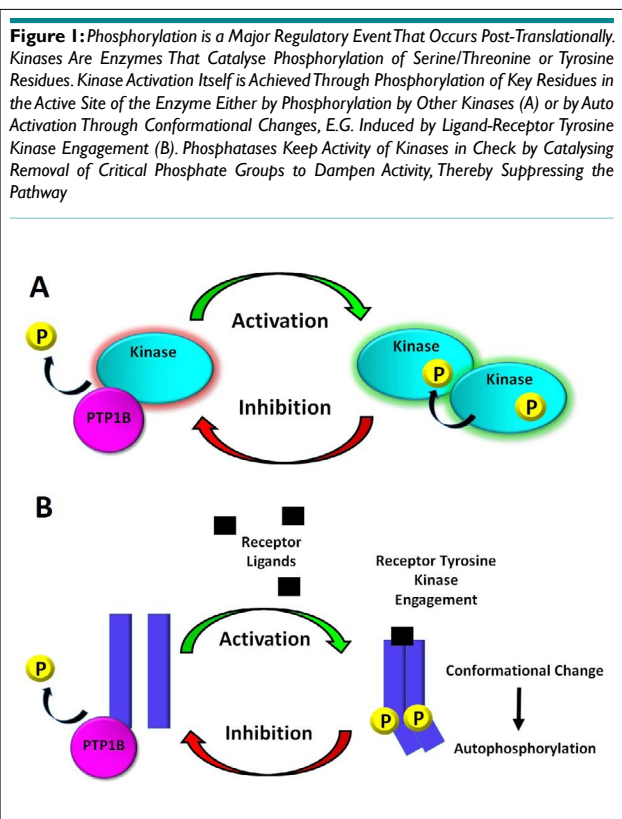 Figure 1: Phosphorylation is a Major Regulatory Event That Occurs Post-Translationally.
Kinases Are Enzymes That Catalyse Phosphorylation of Serine/Threonine or Tyrosine
Residues. Kinase Activation Itself is Achieved Through Phosphorylation of Key Residues in
the Active Site of the Enzyme Either by Phosphorylation by Other Kinases (A) or by Auto
Activation Through Conformational Changes, E.G. Induced by Ligand-Receptor Tyrosine
Kinase Engagement (B). Phosphatases Keep Activity of Kinases in Check by Catalysing
Removal of Critical Phosphate Groups to Dampen Activity, Thereby Suppressing the
Pathway
A
P
Kinase
PTP1B
Activation
Inhibition
Kinase
P
Kinase
P
B
Receptor
Ligands
Receptor Tyrosine
Kinase
Engagement
P
PTP1B
Activation
Inhibition
P
P
Conformational Change
Autophosphorylation